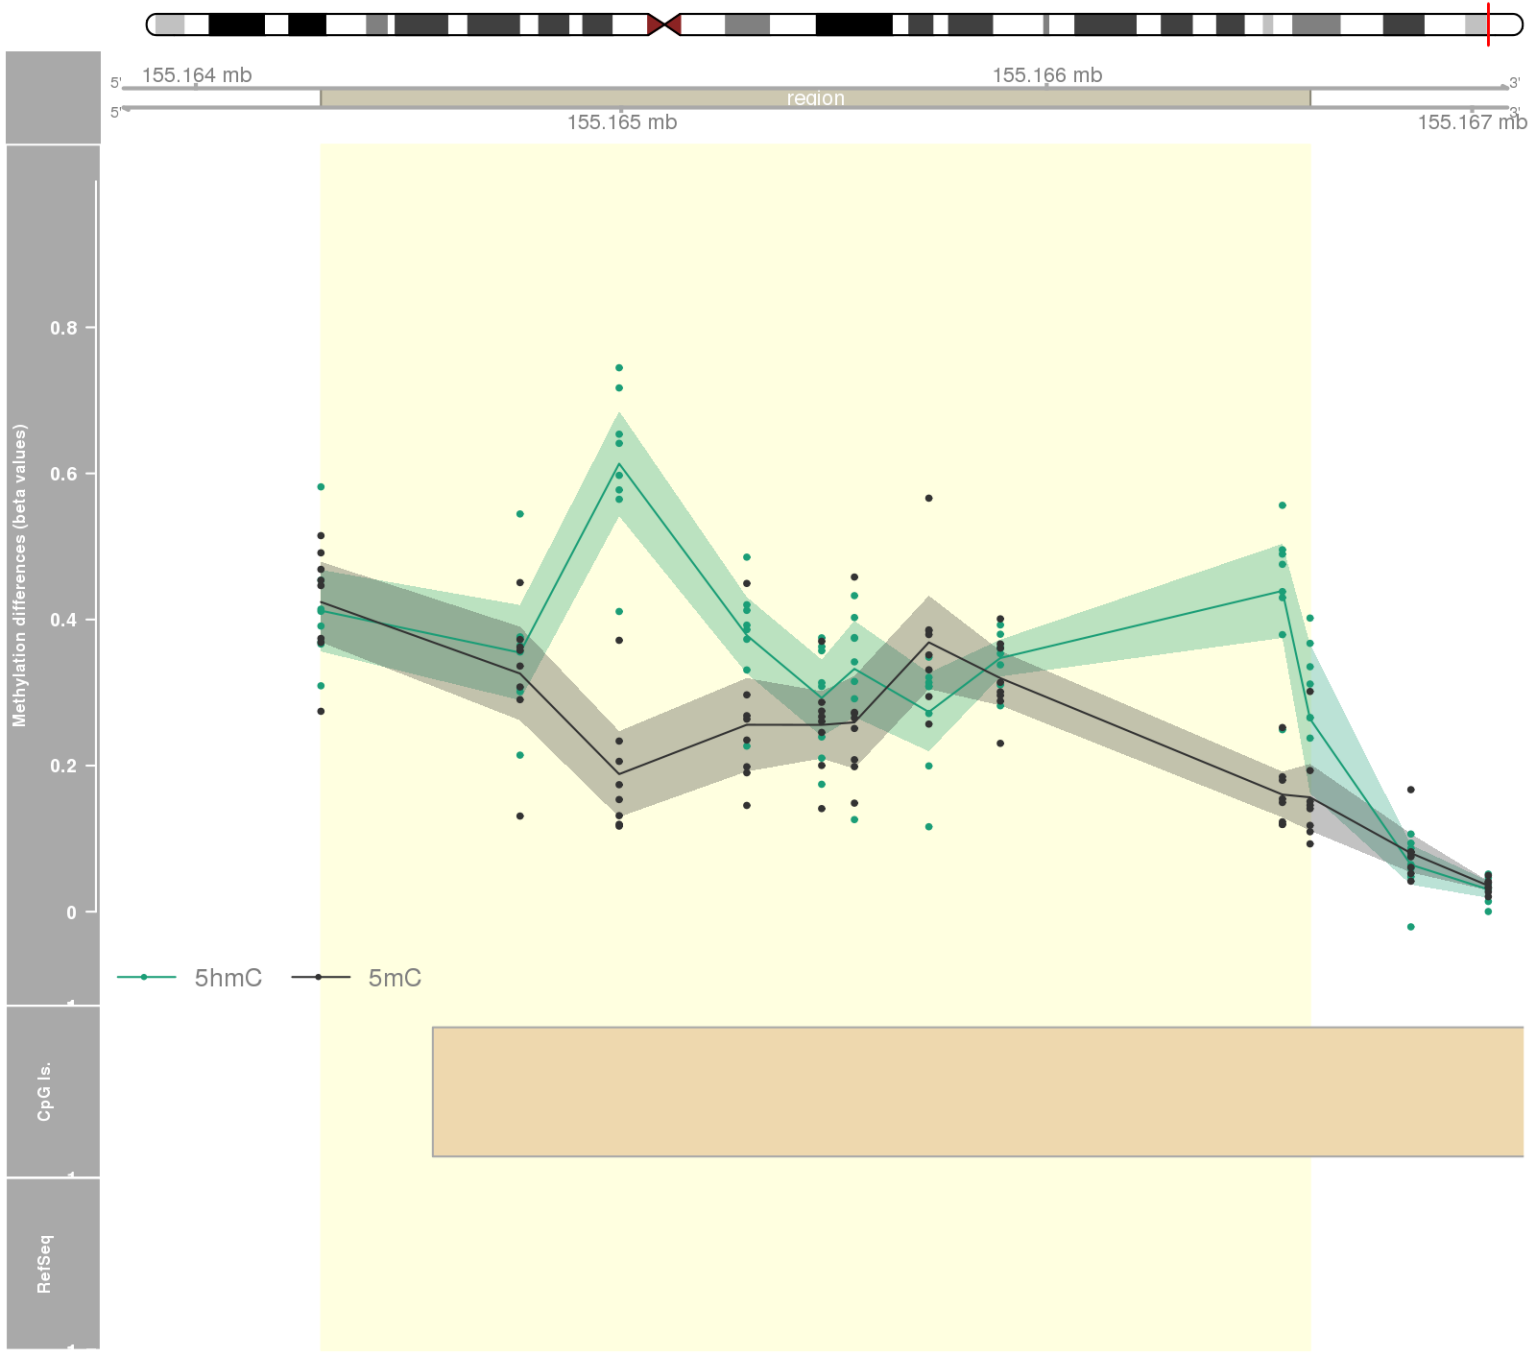 155.164 mb
155.166 mb
5'
3'
region
5'
3'
155.165 mb
155.167 mb
Methylation differences (beta values)
0.8
0.6
0.4
0.2
0
5hmC
5mC
CpG Is.
RefSeq